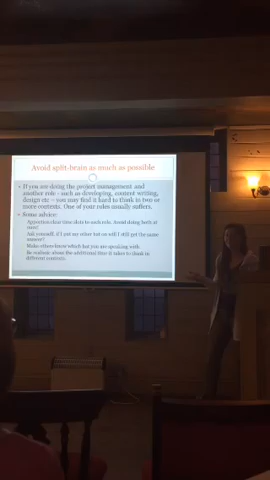 Avoid split-brain as much as possible
If you are doing the project management and
another role - such as developing, content writing,
design etc - you may find it hard to think in two or
more contexts. One of your roles usually suffers.
Some advice:
Apportion clear time slots to each role. Avoid doing both at
once!
Ask yourself, if I put my other hat on will I still get the same
answer?
Make others know which hat you are speaking with.
Be realistic about the additional time it takes to think in
different contexts.